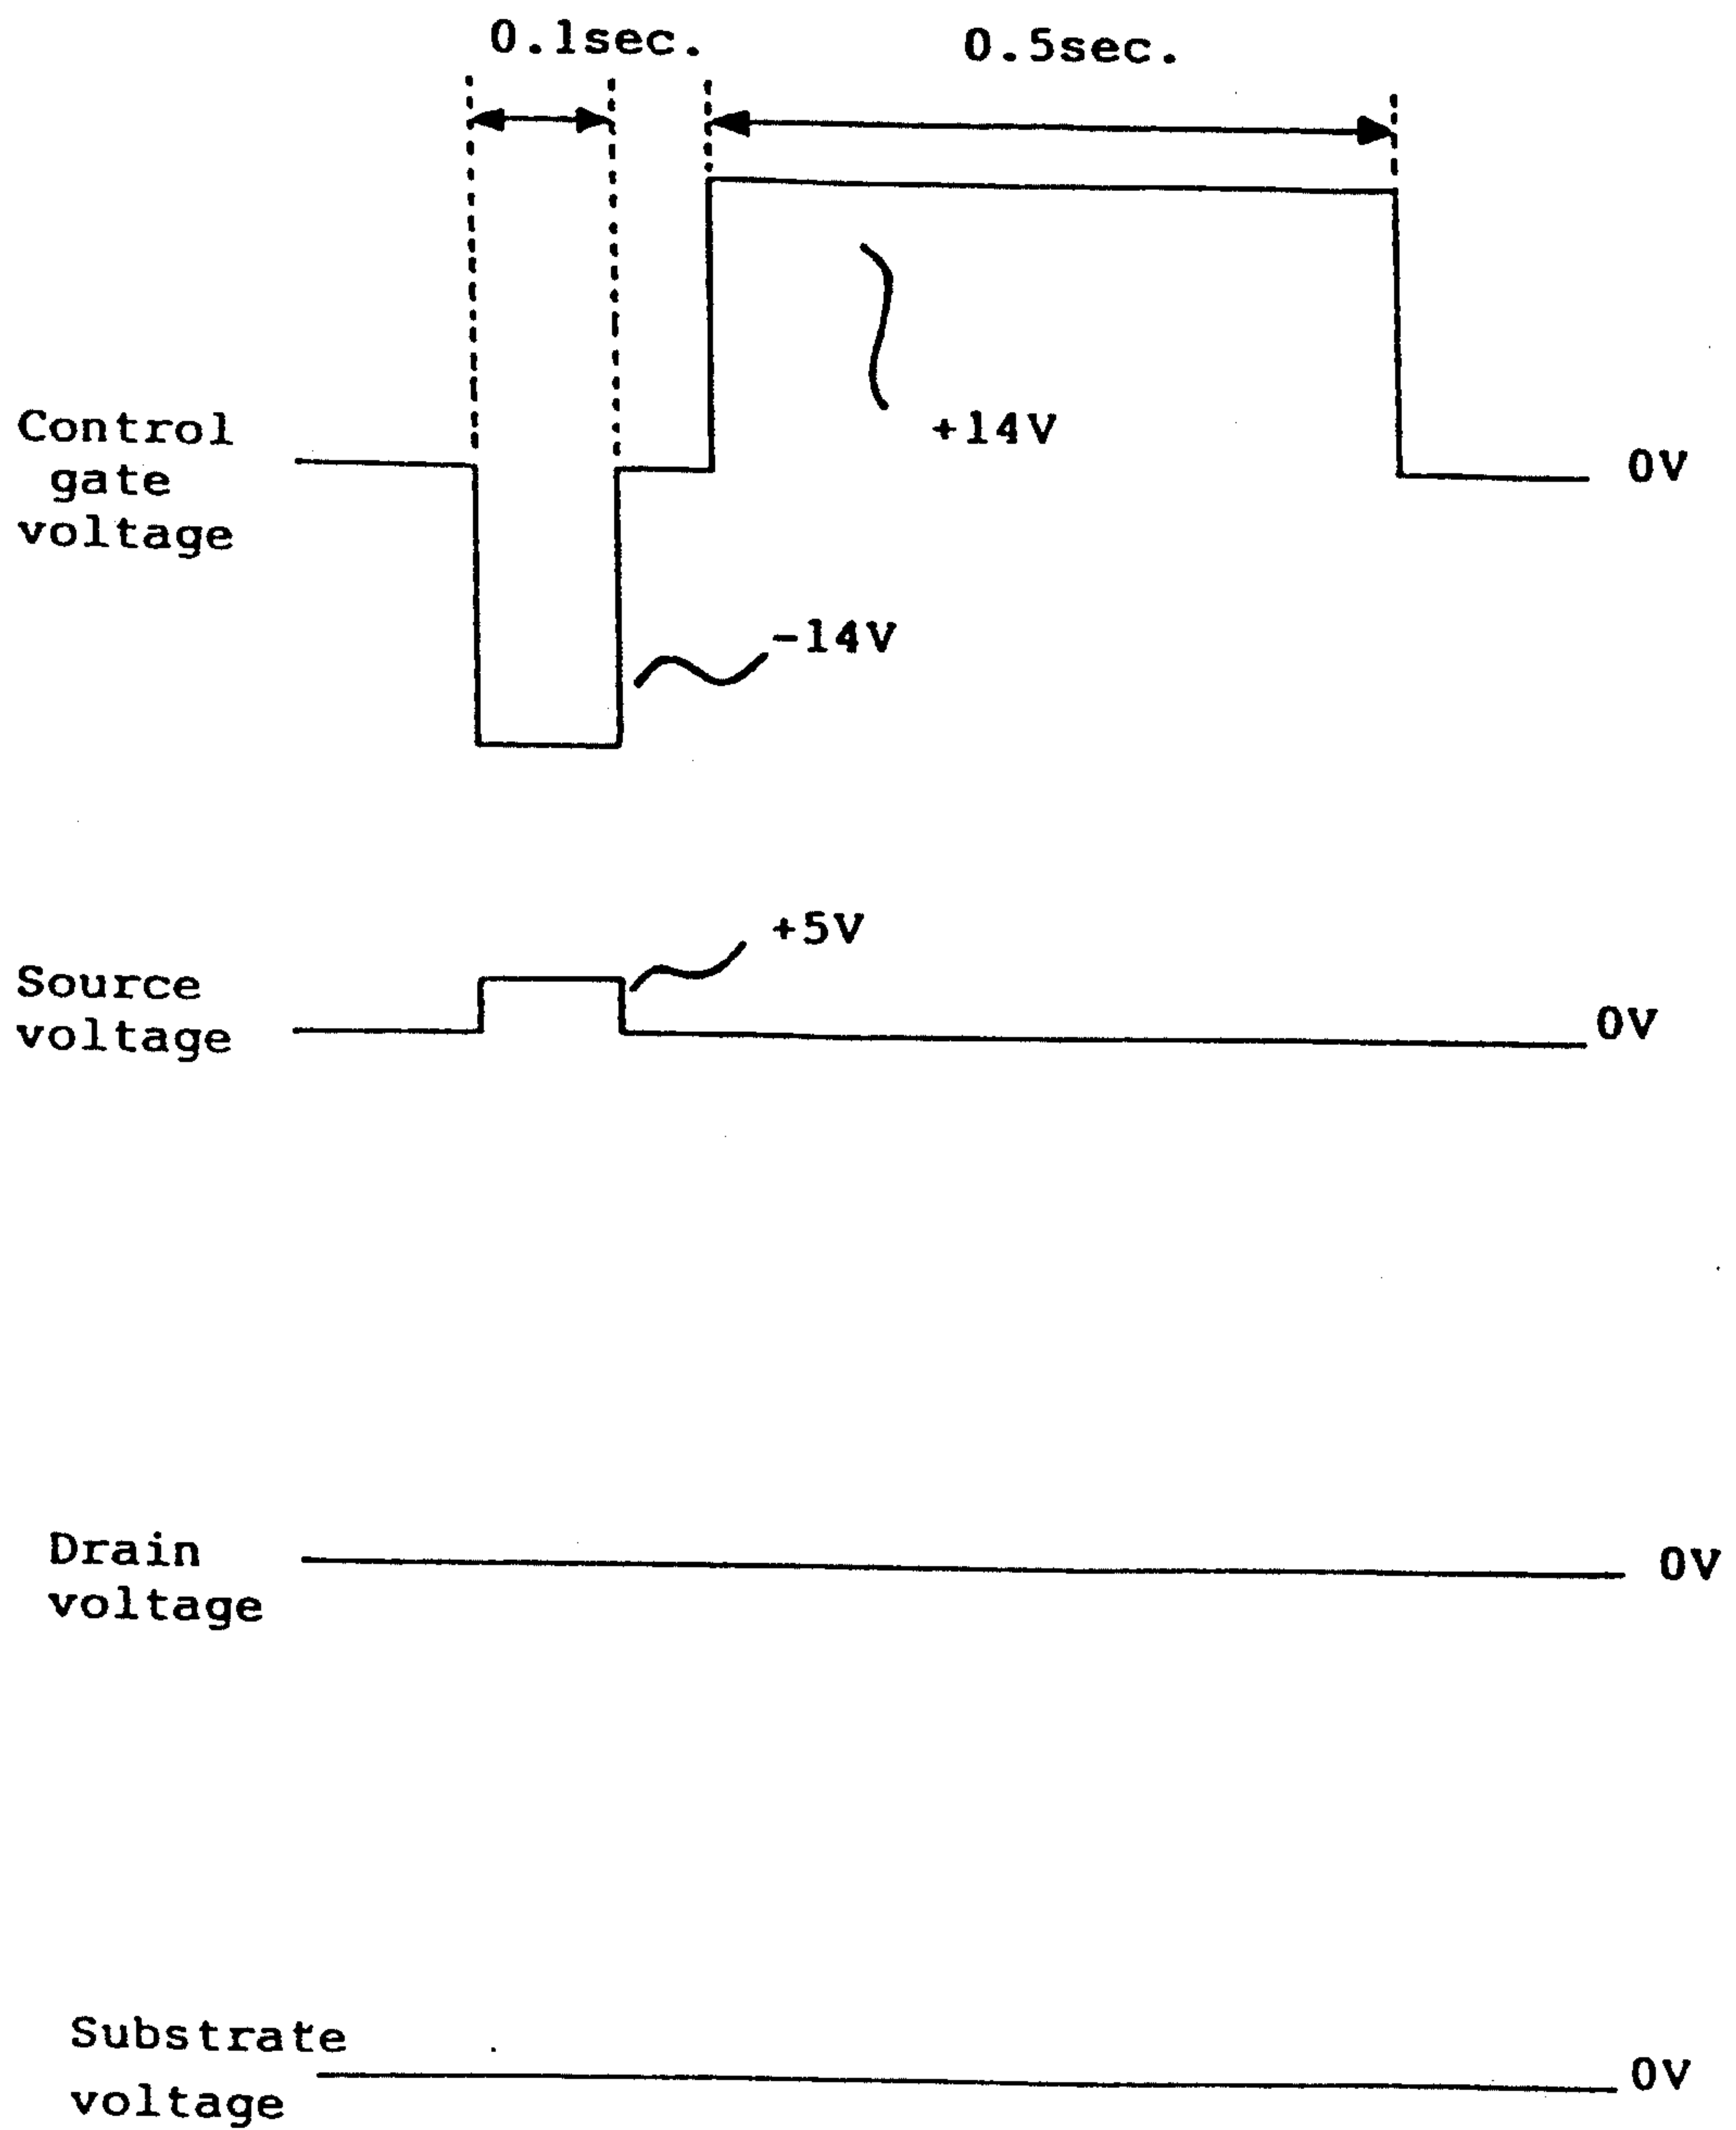 0.1sec.
0.5sec.
Control
gate
voltage
+14V
0V
-14V
+5V
Source
voltage
0V
Drain
voltage
0V
Substrate
voltage
0V